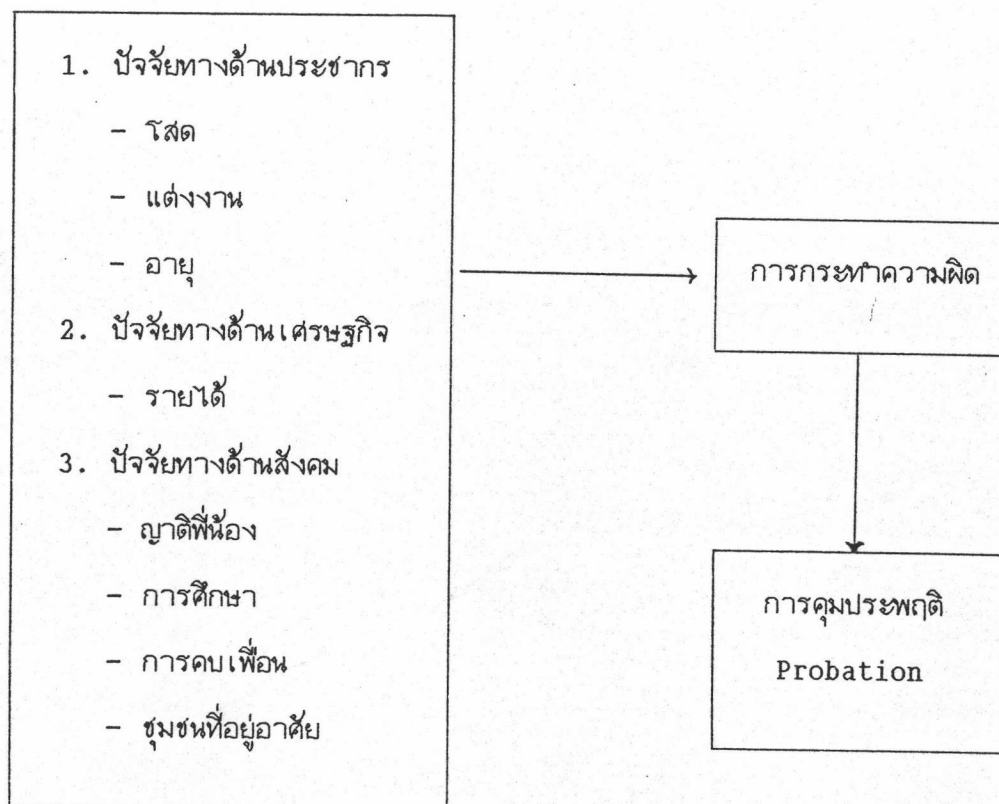 1. ปัจจัยทางด้านประชากร
- โสด
- แต่งงาน
- อายุ
2. ปัจจัยทางด้านเศรษฐกิจ
- รายได้
3. ปัจจัยทางด้านสังคม
- ญาติพี่น้อง
- การศึกษา
- การคบเพื่อน
- ชุมชนที่อยู่อาศัย
การกระทำความผิด
การคุมประพฤติ
Probation